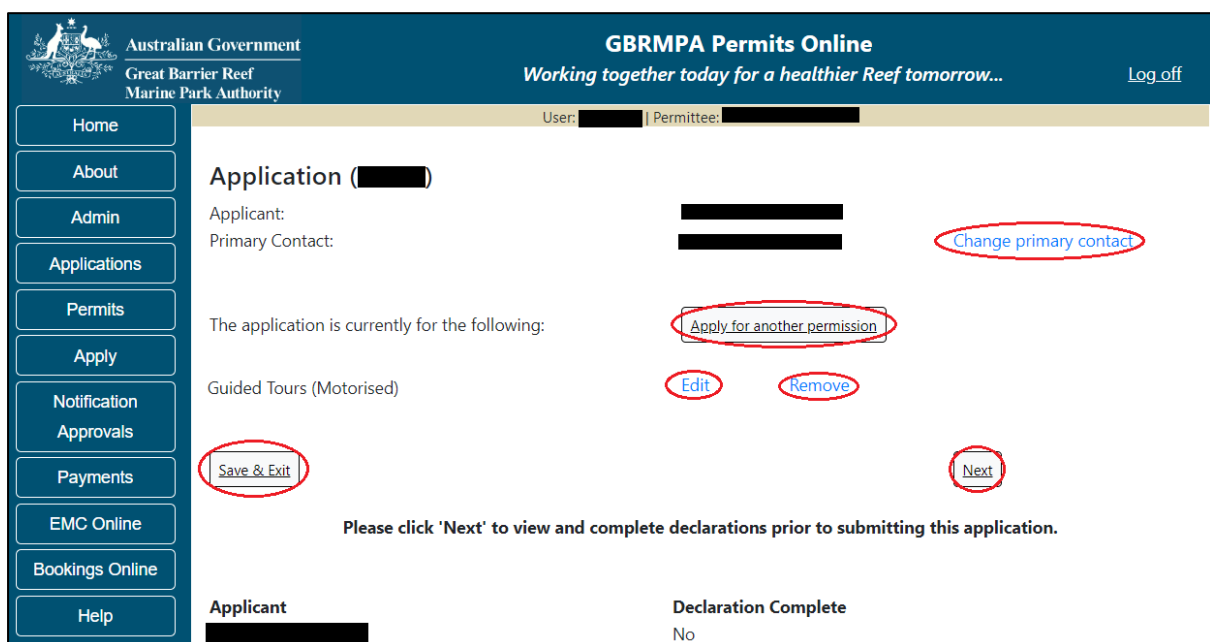 Australian Government
Great Barrier Reef
Marine Park Authority
GBRMPA Permits Online
Working together today for a healthier Reef tomorrow...
Log off
User: | Permittee:
Home
About
Admin
Applications
Permits
Apply
Notification
Approvals
Payments
EMC Online
Bookings Online
Help
Application ( )
Applicant:
Primary Contact: Change primary contact
The application is currently for the following: Apply for another permission
Guided Tours (Motorised) Edit Remove
Save & Exit Next
Please click 'Next' to view and complete declarations prior to submitting this application.
Applicant Declaration Complete
No